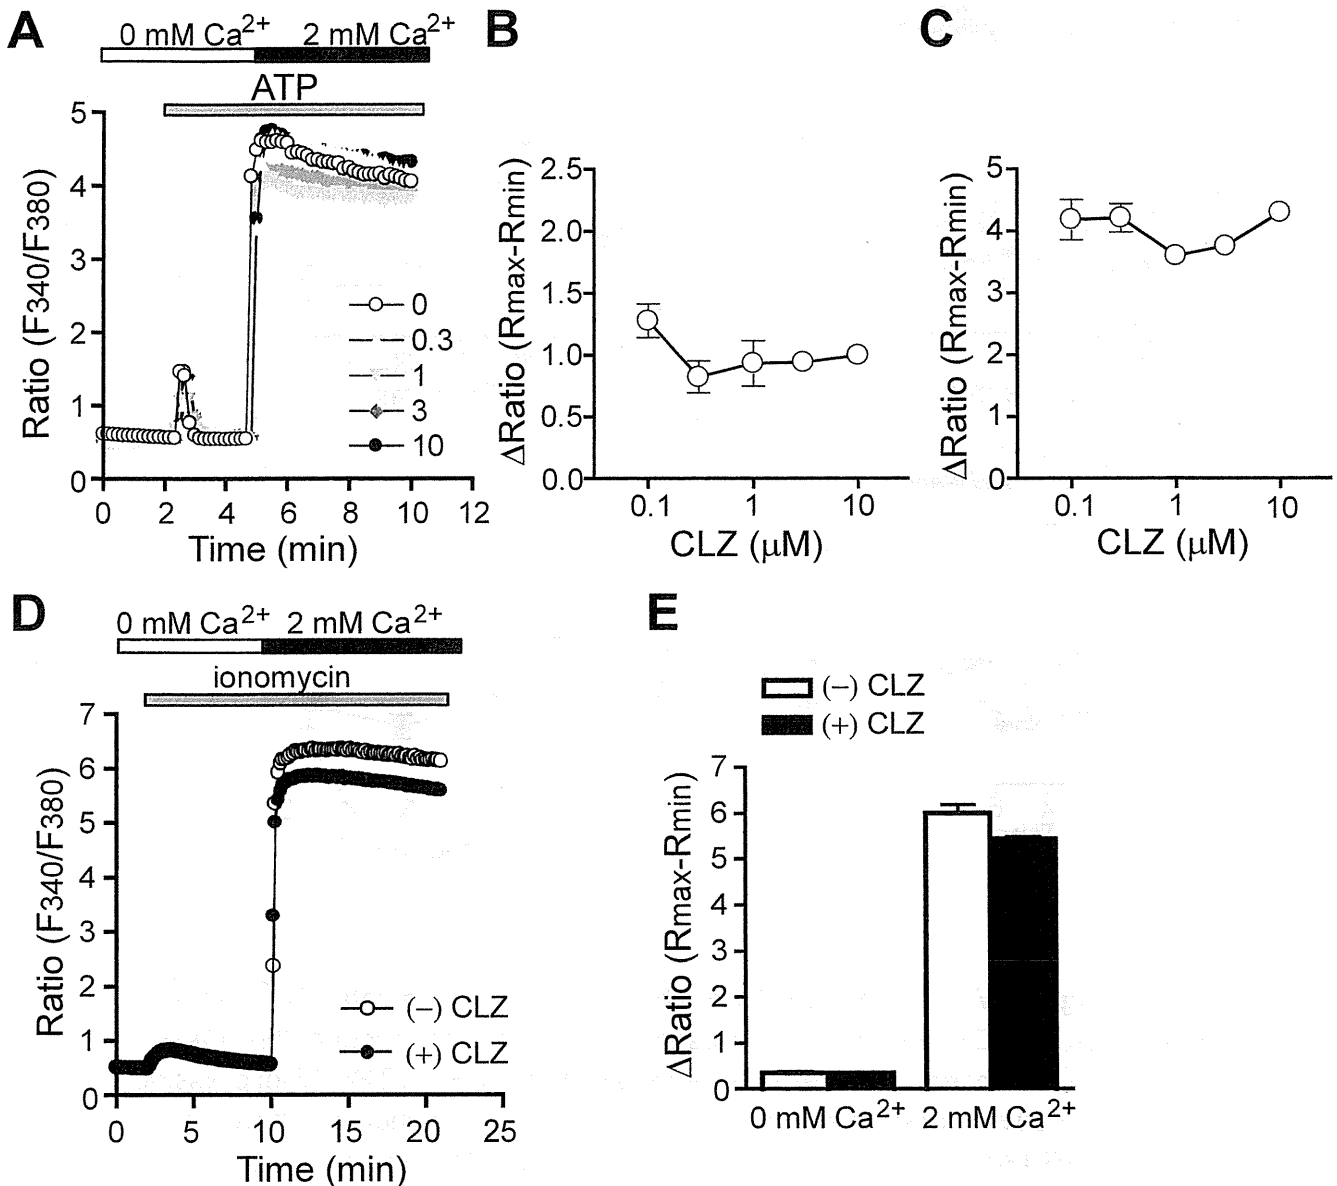 A
0 mM Ca2+ 2 mM Ca2+
ATP
Ratio (F340/F380)
5
4
3
2
1
0
0
0.3
1
3
10
0 2 4 6 8 10 12
Time (min)
B
ΔRatio (Rmax-Rmin)
2.5
2.0
1.5
1.0
0.5
0.0
0.1 1 10
CLZ (μM)
C
ΔRatio (Rmax-Rmin)
5
4
3
2
1
0
0.1 1 10
CLZ (μM)
D
0 mM Ca2+ 2 mM Ca2+
ionomycin
Ratio (F340/F380)
7
6
5
4
3
2
1
0
(−) CLZ
(+) CLZ
0 5 10 15 20 25
Time (min)
E
(−) CLZ
(+) CLZ
ΔRatio (Rmax-Rmin)
7
6
5
4
3
2
1
0
0 mM Ca2+ 2 mM Ca2+